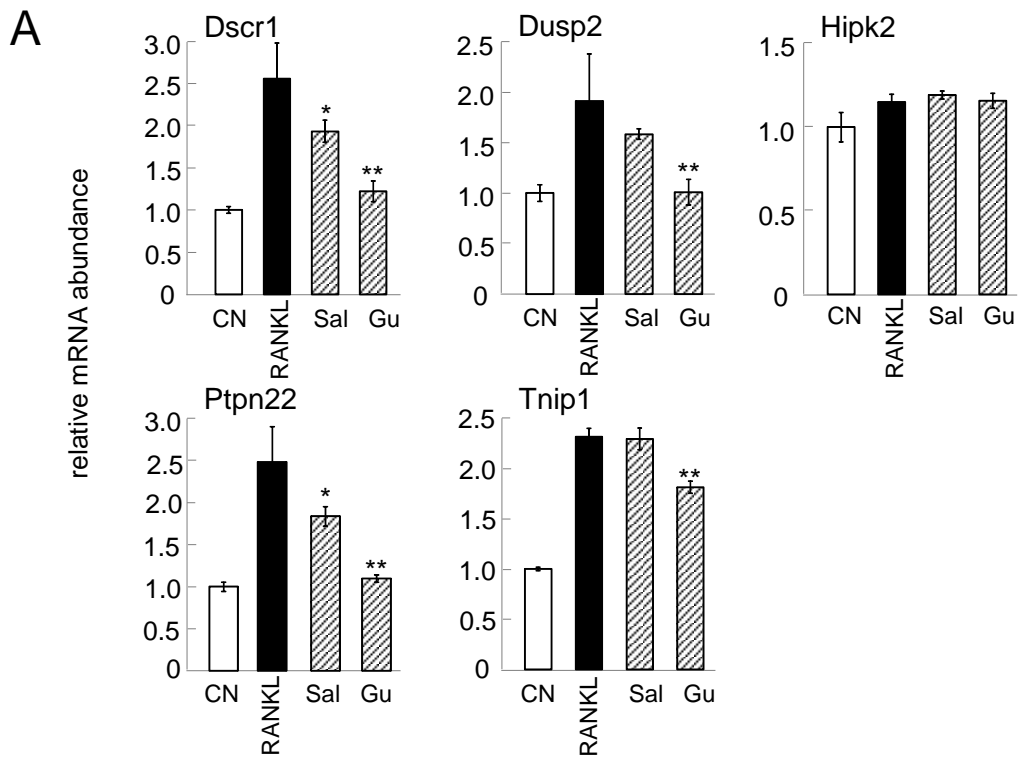 A
relative mRNA abundance
Dscr1
3.0
2.5
2.0
1.5
1.0
0.5
0
*
**
CN
RANKL
Sal
Gu
Dusp2
2.5
2.0
1.5
1.0
0.5
0
**
CN
RANKL
Sal
Gu
Hipk2
1.5
1.0
0.5
0
CN
RANKL
Sal
Gu
Ptpn22
3.0
2.5
2.0
1.5
1.0
0.5
0
*
**
CN
RANKL
Sal
Gu
Tnip1
2.5
2.0
1.5
1.0
0.5
0
**
CN
RANKL
Sal
Gu